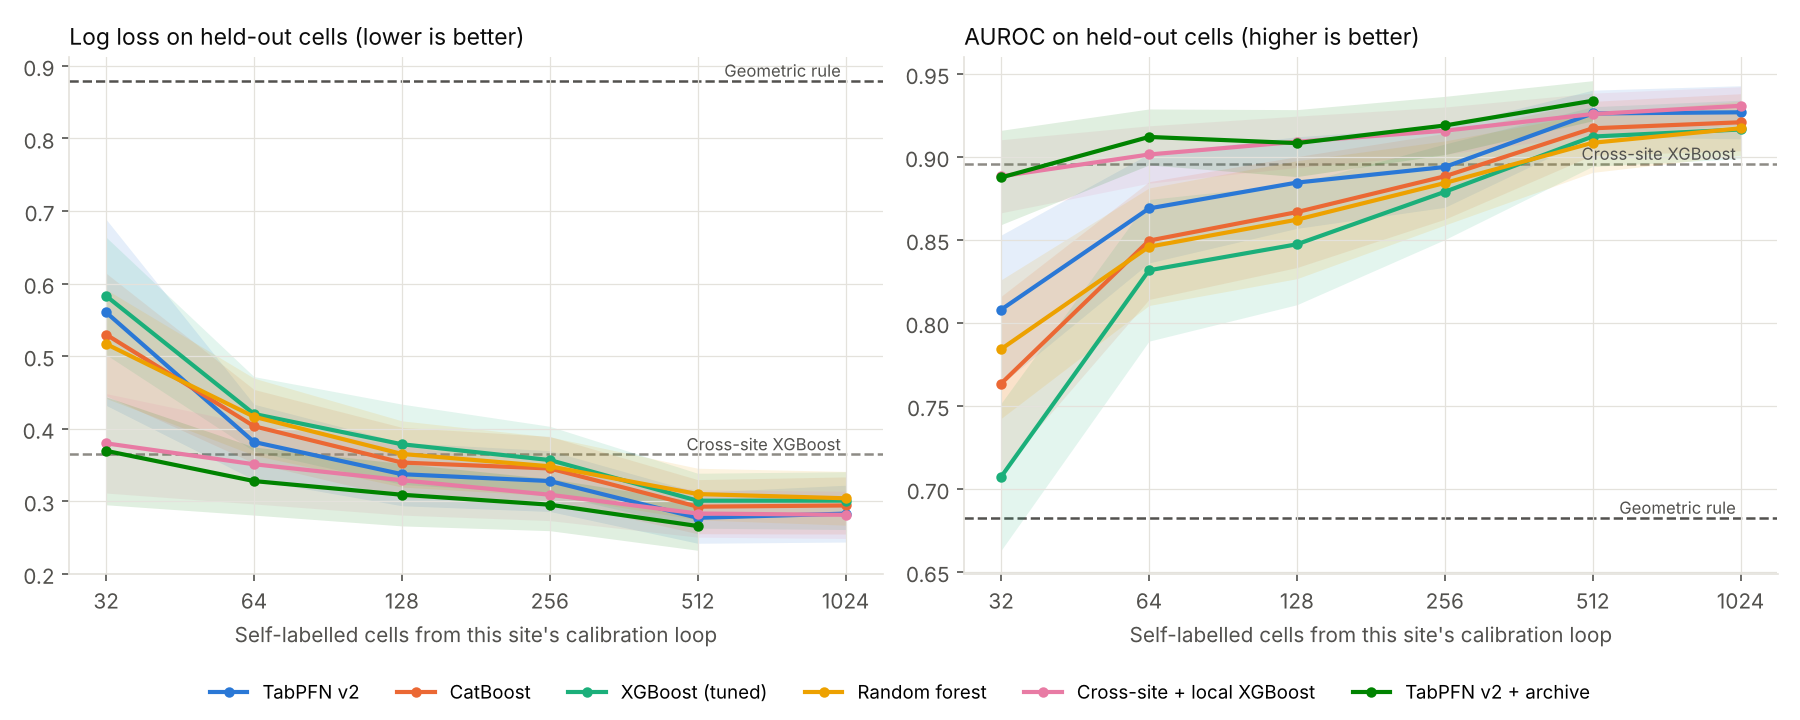 Log loss on held-out cells (lower is better)
0.9
0.8
0.7
0.6
0.5
0.4
0.3
0.2
Geometric rule
Cross-site XGBoost
32 64 128 256 512 1024
Self-labelled cells from this site's calibration loop
AUROC on held-out cells (higher is better)
0.95
0.90
0.85
0.80
0.75
0.70
0.65
Cross-site XGBoost
Geometric rule
32 64 128 256 512 1024
Self-labelled cells from this site's calibration loop
TabPFN v2 CatBoost XGBoost (tuned) Random forest Cross-site + local XGBoost TabPFN v2 + archive